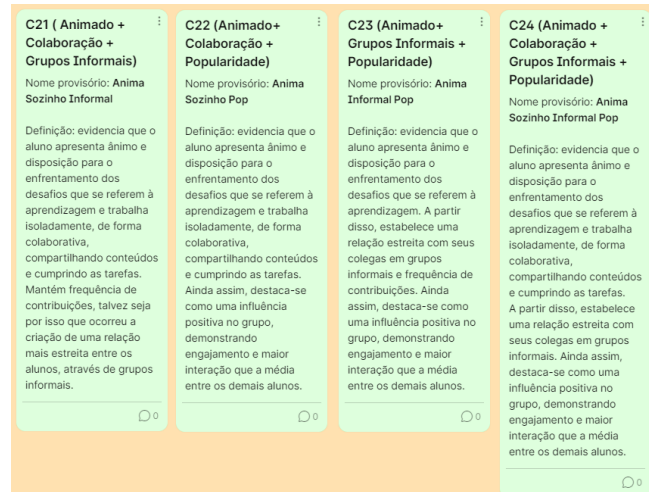 C21 ( Animado +
Colaboração +
Grupos Informais)
Nome provisório: Anima
Sozinho Informal
Definição: evidencia que o
aluno apresenta ânimo e
disposição para o
enfrentamento dos
desafios que se referem à
aprendizagem e trabalha
isoladamente, de forma
colaborativa,
compartilhando conteúdos
e cumprindo as tarefas.
Mantém frequência de
contribuições, talvez seja
por isso que ocorreu a
criação de uma relação
mais estreita entre os
alunos, através de grupos
informais.
0
C22 (Animado+
Colaboração +
Popularidade)
Nome provisório: Anima
Sozinho Pop
Definição: evidencia que o
aluno apresenta ânimo e
disposição para o
enfrentamento dos
desafios que se referem à
aprendizagem e trabalha
isoladamente, de forma
colaborativa,
compartilhando conteúdos
e cumprindo as tarefas.
Ainda assim, destaca-se
como uma influência
positiva no grupo,
demonstrando
engajamento e maior
interação que a média
entre os demais alunos.
0
C23 (Animado+
Grupos Informais +
Popularidade)
Nome provisório: Anima
Informal Pop
Definição: evidencia que o
aluno apresenta ânimo e
disposição para o
enfrentamento dos
desafios que se referem à
aprendizagem. A partir
disso, estabelece uma
relação estreita com seus
colegas em grupos
informais e frequência de
contribuições. Ainda
assim, destaca-se como
uma influência positiva no
grupo, demonstrando
engajamento e maior
interação que a média
entre os demais alunos.
0
C24 (Animado +
Colaboração +
Grupos Informais +
Popularidade)
Nome provisório: Anima
Sozinho Informal Pop
Definição: evidencia que o
aluno apresenta ânimo e
disposição para o
enfrentamento dos
desafios que se referem à
aprendizagem e trabalha
isoladamente, de forma
colaborativa,
compartilhando conteúdos
e cumprindo as tarefas.
A partir disso, estabelece
uma relação estreita com
seus colegas em grupos
informais. Ainda assim,
destaca-se como uma
influência positiva no
grupo, demonstrando
engajamento e maior
interação que a média
entre os demais alunos.
0